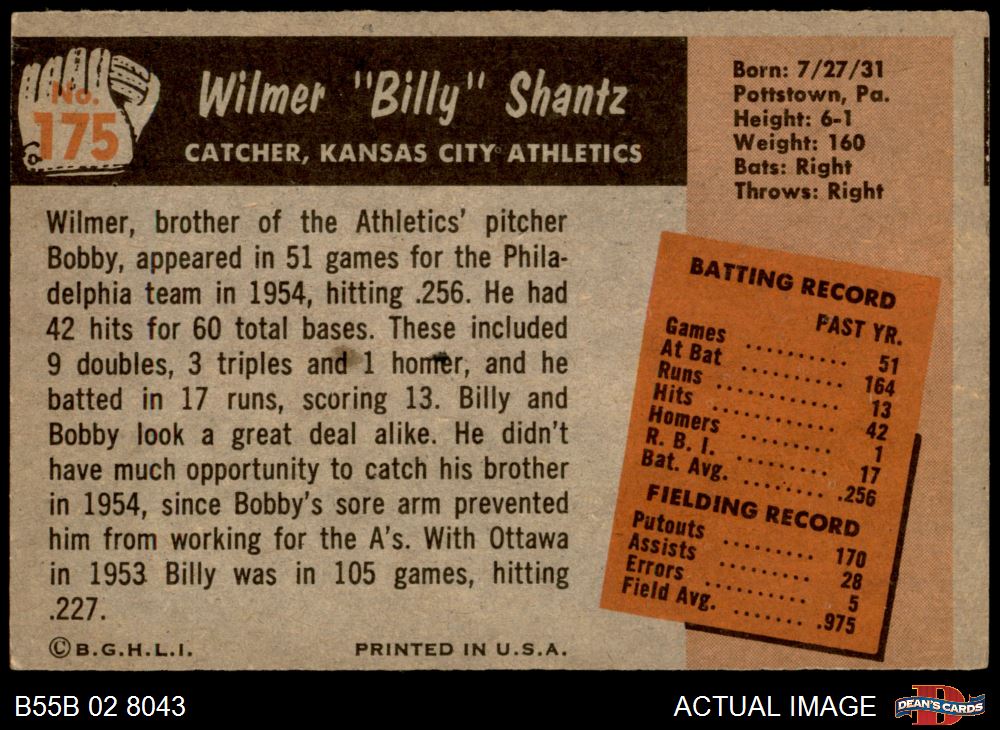 No.
175
Wilmer "Billy" Shantz
CATCHER, KANSAS CITY ATHLETICS
Born: 7/27/31
Pottstown, Pa.
Height: 6-1
Weight: 160
Bats: Right
Throws: Right
Wilmer, brother of the Athletics' pitcher
Bobby, appeared in 51 games for the Phila-
delphia team in 1954, hitting .256. He had
42 hits for 60 total bases. These included
9 doubles, 3 triples and 1 homer, and he
batted in 17 runs, scoring 13. Billy and
Bobby look a great deal alike. He didn't
have much opportunity to catch his brother
in 1954, since Bobby's sore arm prevented
him from working for the A's. With Ottawa
in 1953 Billy was in 105 games, hitting
.227.
BATTING RECORD
PAST YR.
Games .......... 51
At Bat .......... 164
Runs .......... 13
Hits .......... 42
Homers .......... 1
R. B. I. .......... 17
Bat. Avg. ........ .256
FIELDING RECORD
Putouts ......... 170
Assists ......... 28
Errors ......... 5
Field Avg. ....... .975
©B.G.H.L.I.
PRINTED IN U.S.A.
B55B 02 8043
ACTUAL IMAGE
D
DEAN'S CARDS